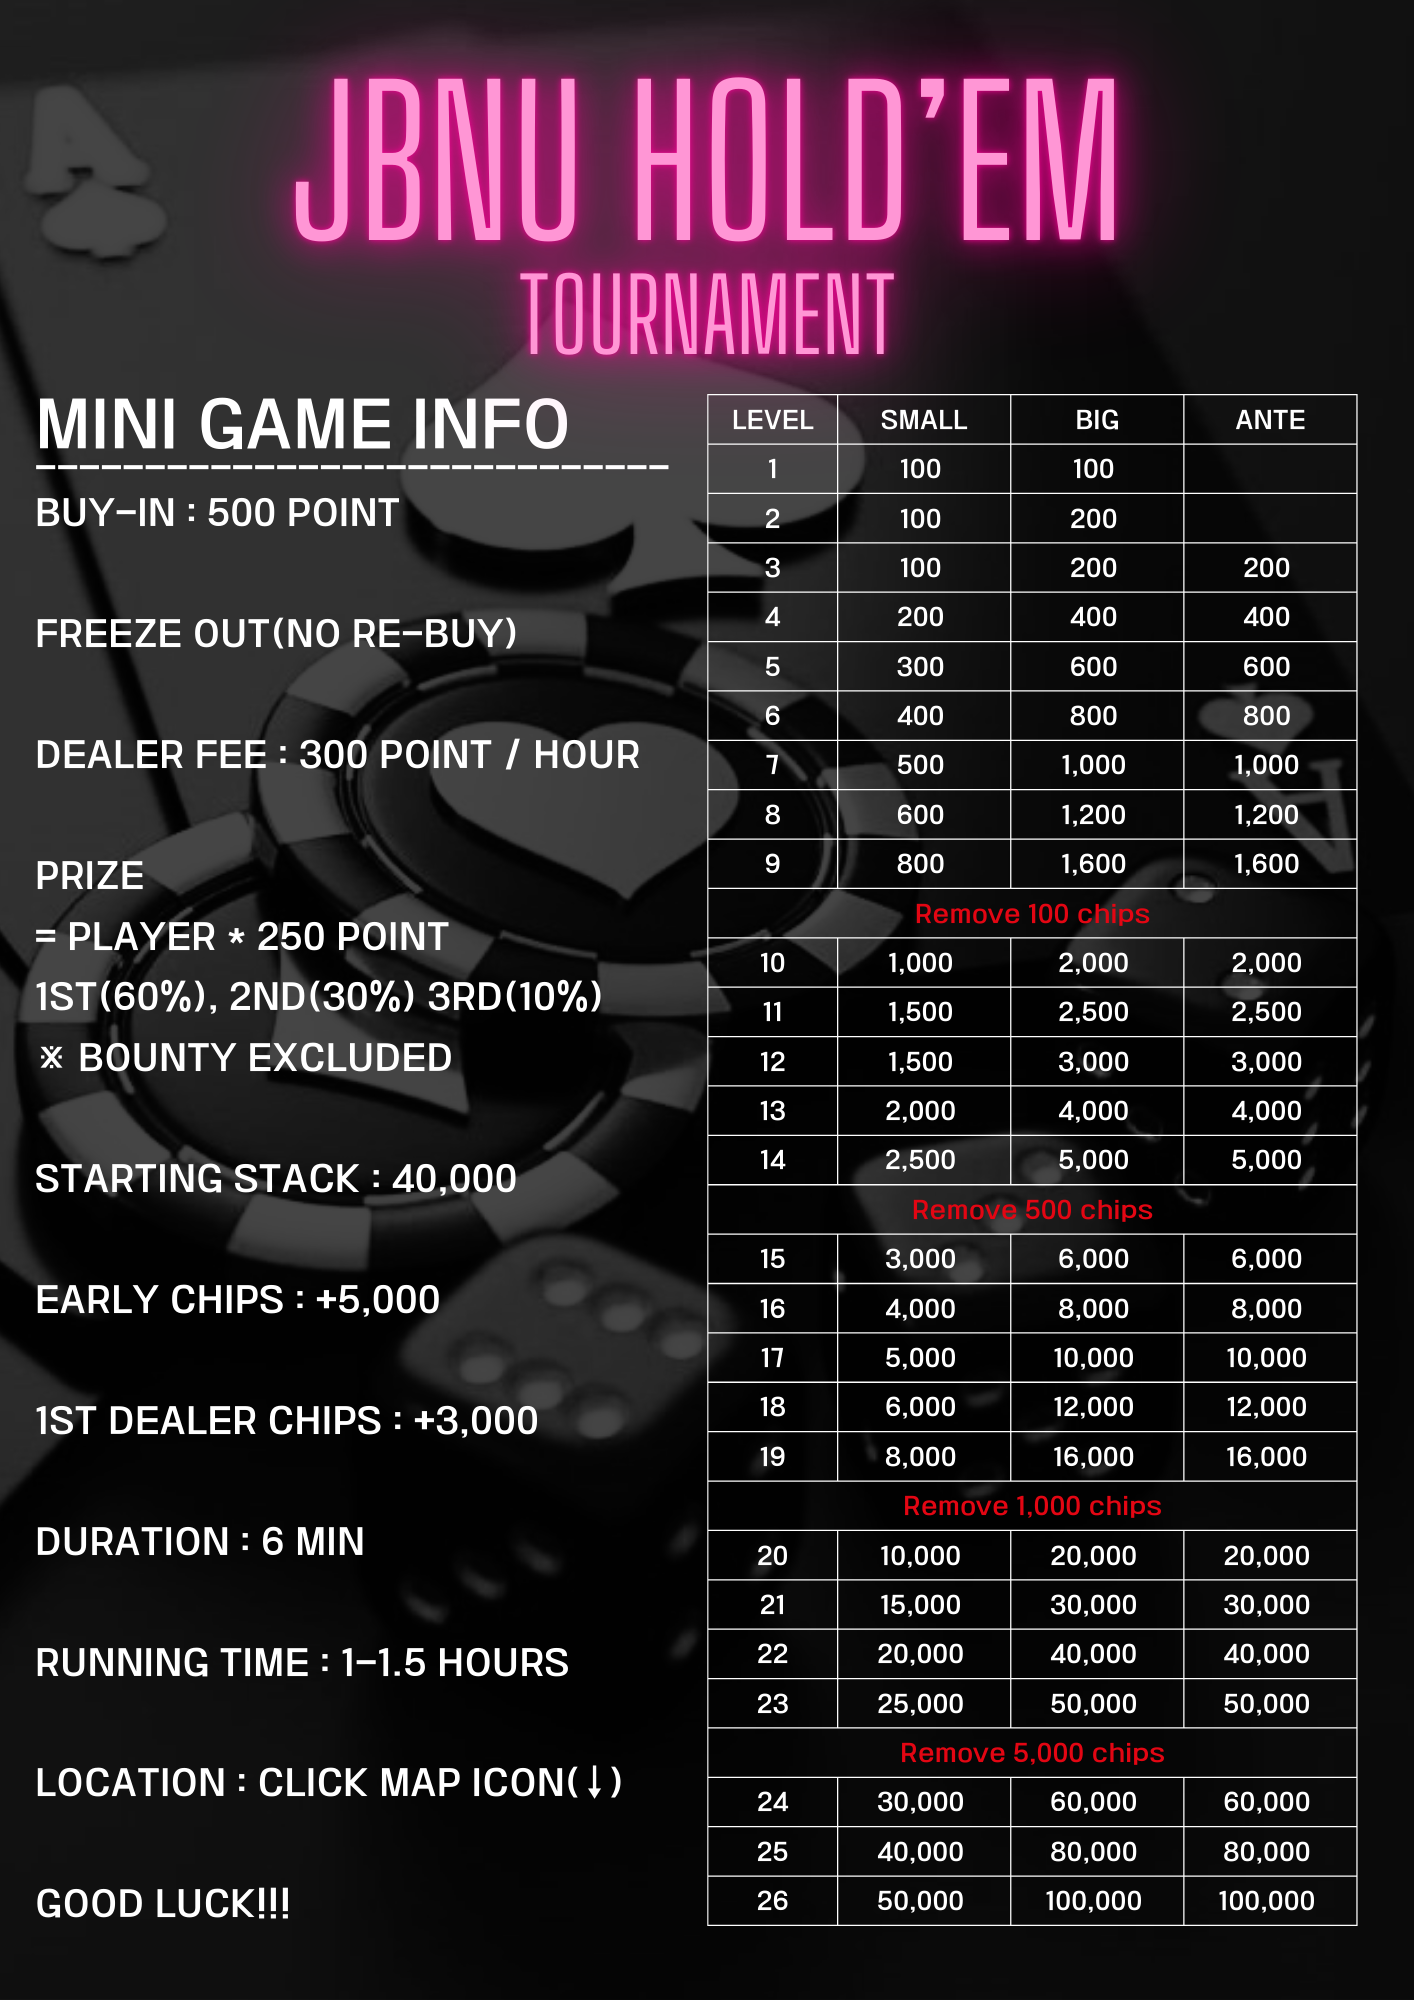 JBNU HOLD’EM
TOURNAMENT
MINI GAME INFO
BUY-IN : 500 POINT
FREEZE OUT(NO RE-BUY)
DEALER FEE : 300 POINT / HOUR
PRIZE
= PLAYER * 250 POINT
1ST(60%), 2ND(30%) 3RD(10%)
※ BOUNTY EXCLUDED
STARTING STACK : 40,000
EARLY CHIPS : +5,000
1ST DEALER CHIPS : +3,000
DURATION : 6 MIN
RUNNING TIME : 1-1.5 HOURS
LOCATION : CLICK MAP ICON(↓)
GOOD LUCK!!!
LEVEL SMALL BIG ANTE
1 100 100
2 100 200
3 100 200 200
4 200 400 400
5 300 600 600
6 400 800 800
7 500 1,000 1,000
8 600 1,200 1,200
9 800 1,600 1,600
Remove 100 chips
10 1,000 2,000 2,000
11 1,500 2,500 2,500
12 1,500 3,000 3,000
13 2,000 4,000 4,000
14 2,500 5,000 5,000
Remove 500 chips
15 3,000 6,000 6,000
16 4,000 8,000 8,000
17 5,000 10,000 10,000
18 6,000 12,000 12,000
19 8,000 16,000 16,000
Remove 1,000 chips
20 10,000 20,000 20,000
21 15,000 30,000 30,000
22 20,000 40,000 40,000
23 25,000 50,000 50,000
Remove 5,000 chips
24 30,000 60,000 60,000
25 40,000 80,000 80,000
26 50,000 100,000 100,000
A
A